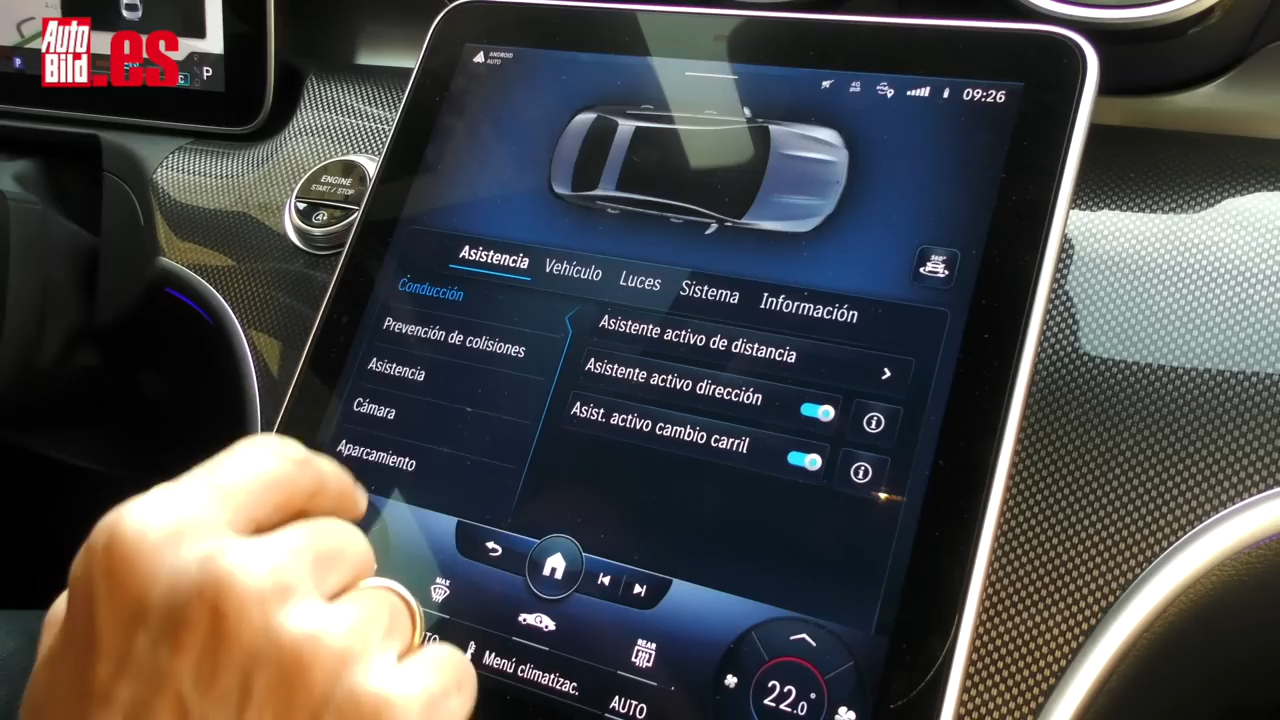 Auto
Bild.es
P
ENGINE
START / STOP
ANDROID
AUTO
4G
09:26
360°
Asistencia
Vehículo
Luces
Sistema
Información
Conducción
Prevención de colisiones
Asistencia
Cámara
Aparcamiento
Asistente activo de distancia
Asistente activo dirección
Asist. activo cambio carril
MAX
REAR
Menú climatizac.
AUTO
22.0°